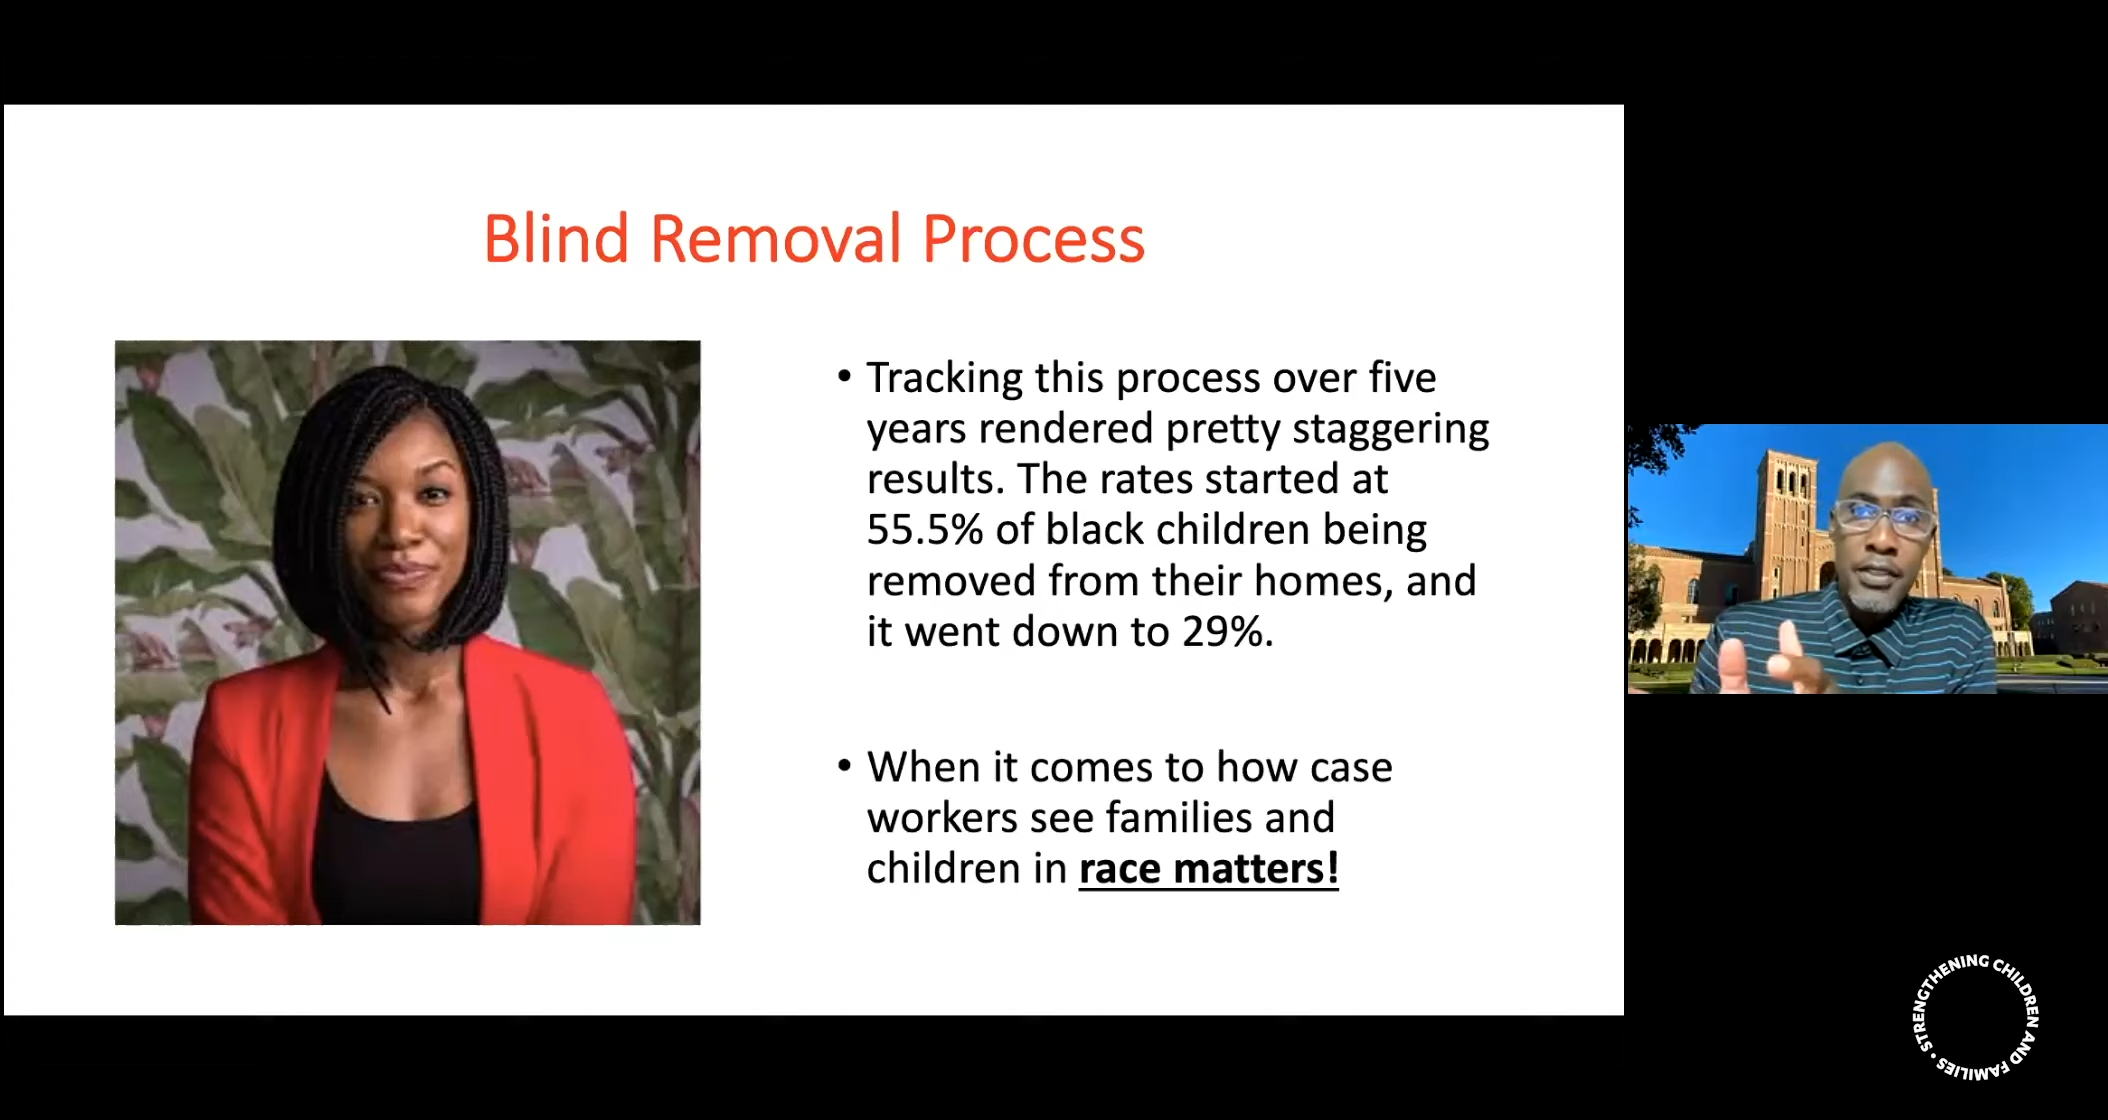 Blind Removal Process
• Tracking this process over five
years rendered pretty staggering
results. The rates started at
55.5% of black children being
removed from their homes, and
it went down to 29%.
• When it comes to how case
workers see families and
children in race matters!
STRENGTHENING CHILDREN AND FAMILIES •